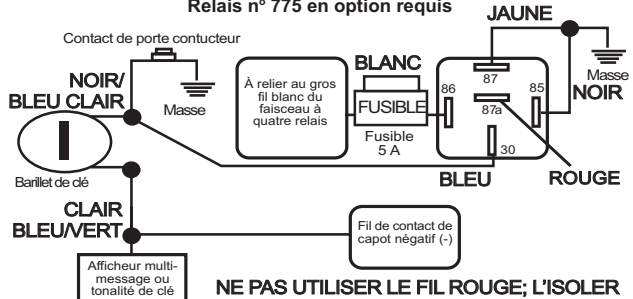 Relais nº 775 en option requis
JAUNE
Contact de porte contucteur
NOIR/
BLEU CLAIR
Masse
À relier au gros
fil blanc du
faisceau à
quatre relais
BLANC
FUSIBLE
Fusible
5 A
87
86
85
87a
30
Masse
NOIR
Barillet de clé
BLEU
ROUGE
CLAIR
BLEU/VERT
Fil de contact de
capot négatif (-)
Afficheur multi-
message ou
tonalité de clé
NE PAS UTILISER LE FIL ROUGE; L'ISOLER